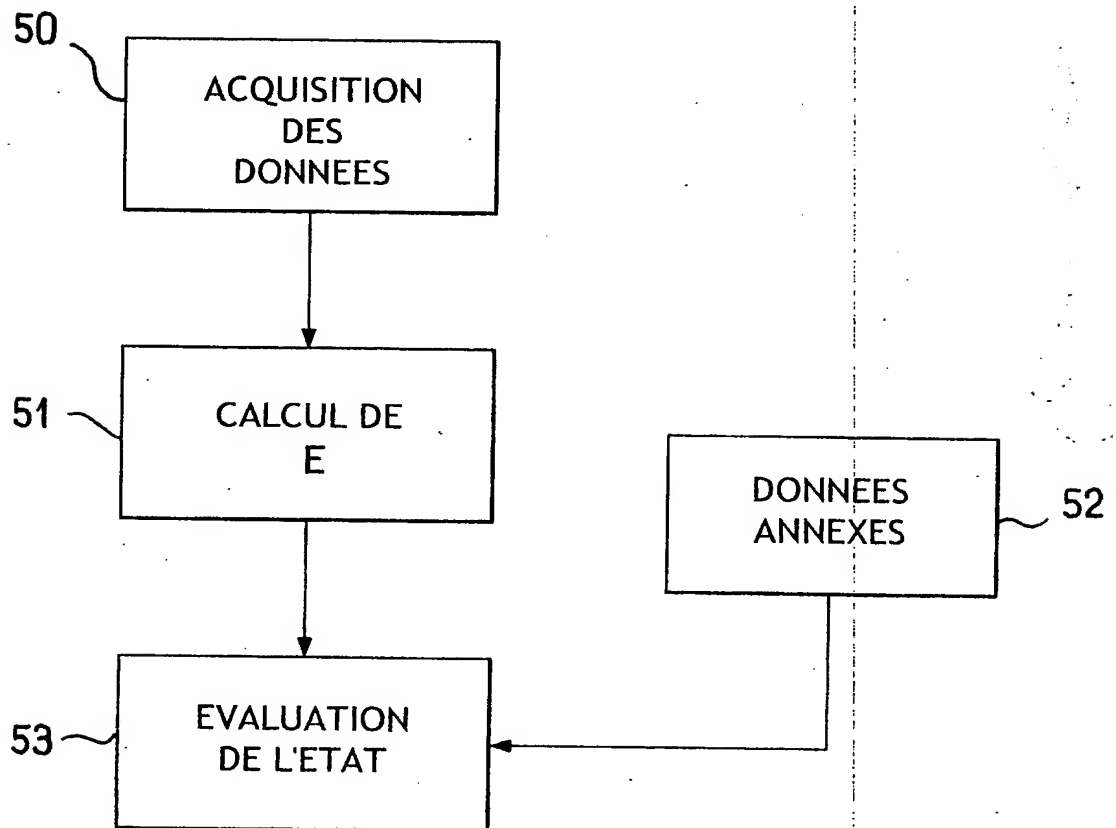 50
ACQUISITION
DES
DONNEES
51
CALCUL DE
E
DONNEES
ANNEXES
52
53
EVALUATION
DE L'ETAT